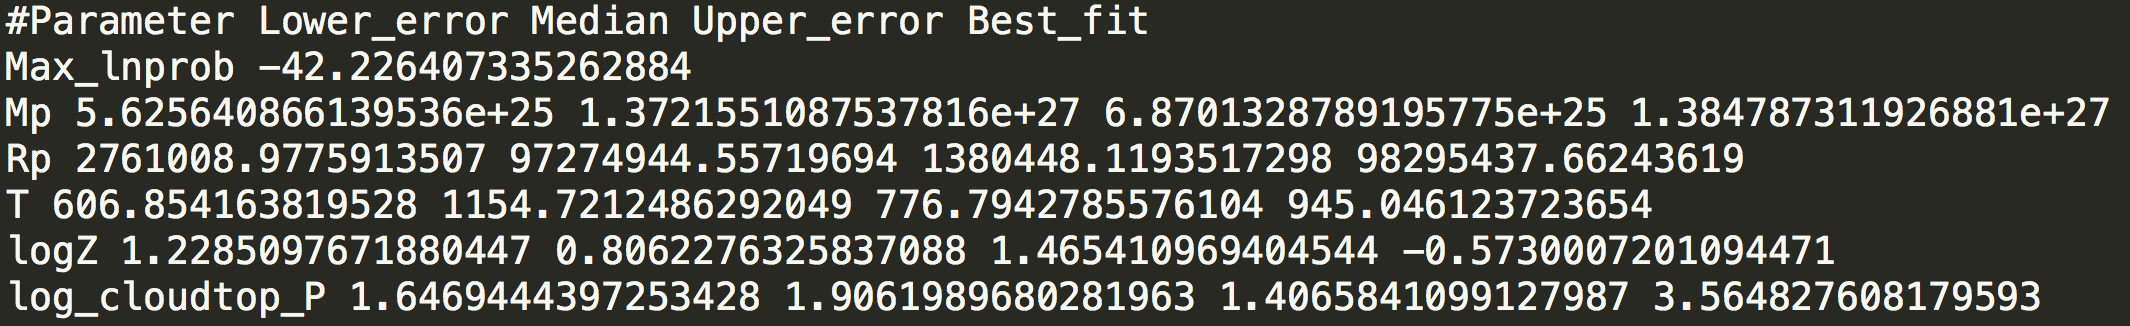 #Parameter Lower_error Median Upper_error Best_fit
Max_lnprob -42.226407335262884
Mp 5.625640866139536e+25 1.3721551087537816e+27 6.8701328789195775e+25 1.384787311926881e+27
Rp 2761008.9775913507 97274944.55719694 1380448.1193517298 98295437.66243619
T 606.854163819528 1154.7212486292049 776.7942785576104 945.046123723654
logZ 1.2285097671880447 0.8062276325837088 1.465410969404544 -0.5730007201094471
log_cloudtop_P 1.6469444397253428 1.9061989680281963 1.4065841099127987 3.564827608179593